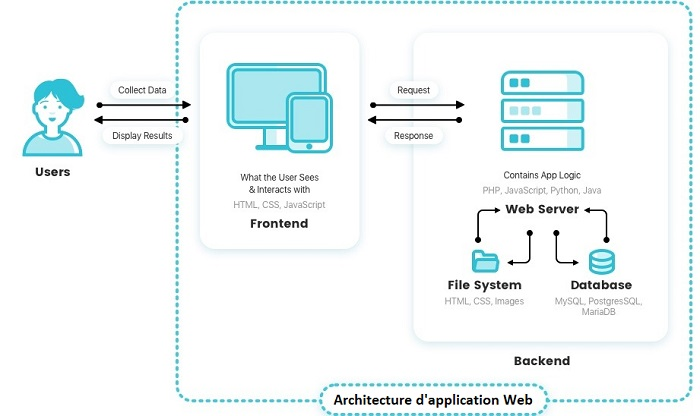 Collect Data
Display Results
Users
What the User Sees
& Interacts with
HTML, CSS, JavaScript
Frontend
Request
Response
Contains App Logic
PHP, JavaScript, Python, Java
Web Server
File System
HTML, CSS, Images
Database
MySQL, PostgresSQL,
MariaDB
Backend
Architecture d'application Web